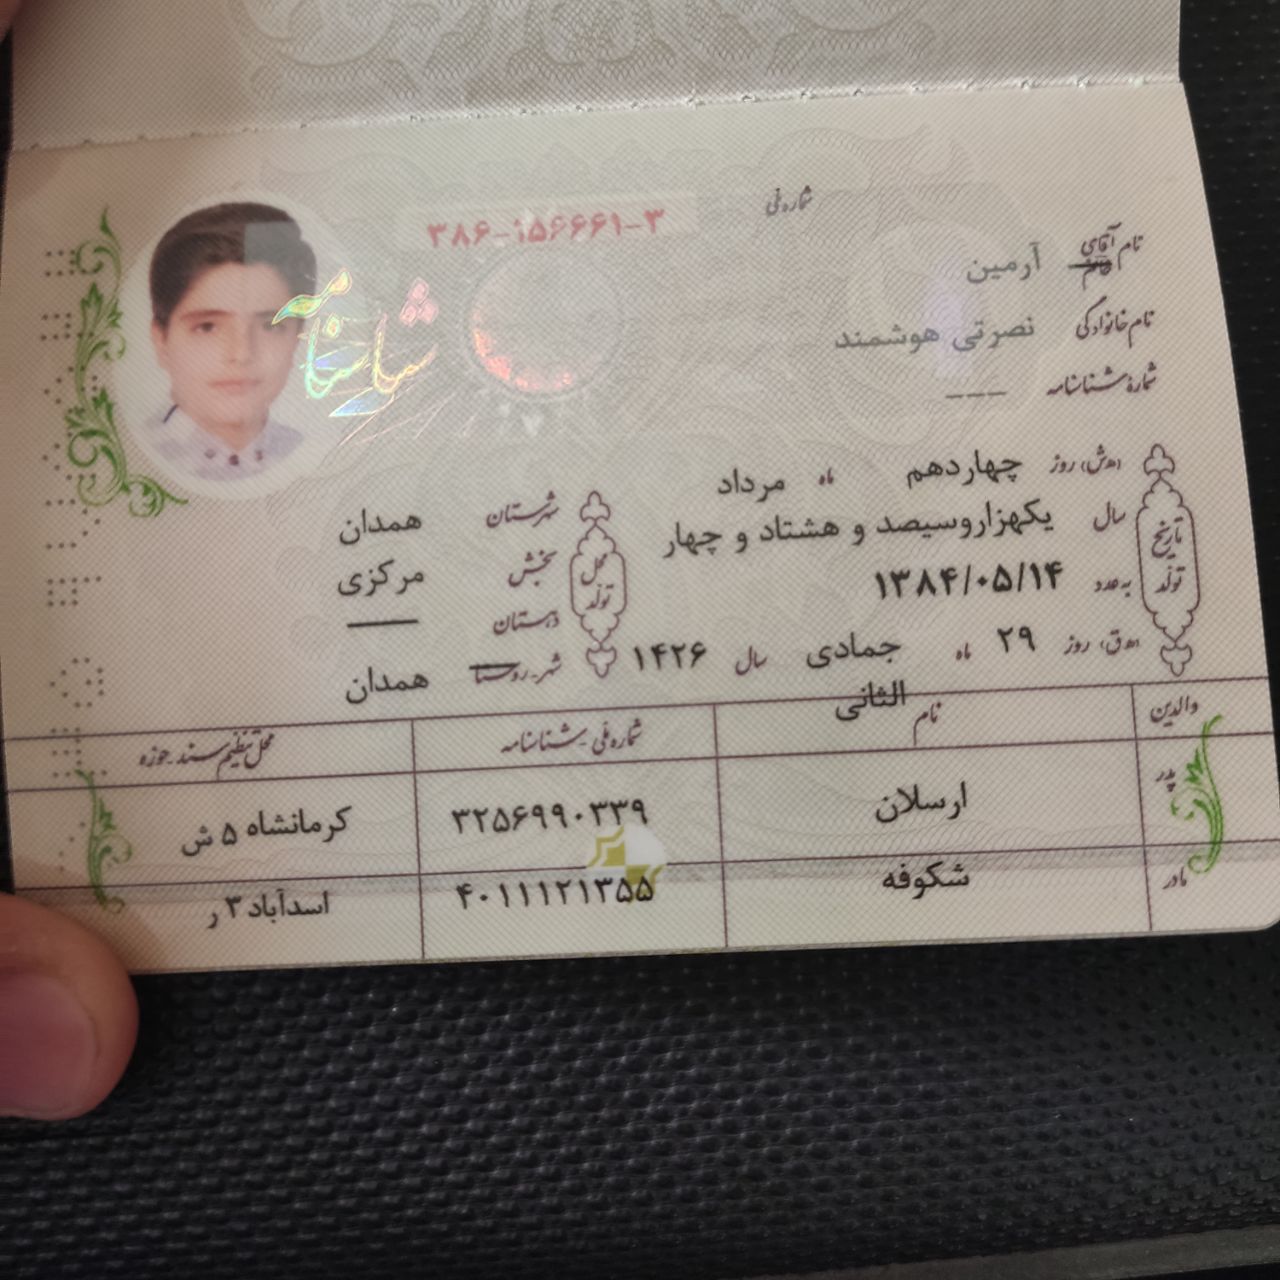 شماره ملی ۳۸۶-۱۵۶۶۶۱-۳
نام آقای خانم آرمین
نام خانوادگی نصرتی هوشمند
شمارهٔ شناسنامه ---
شناسنامه
تاریخ تولد
(ه‍.ش) روز چهاردهم ماه مرداد
سال یکهزاروسیصد و هشتاد و چهار
به عدد ۱۳۸۴/۰۵/۱۴
(ه‍.ق) روز ۲۹ ماه جمادی الثانی سال ۱۴۲۶
محل تولد
شهرستان همدان
بخش مرکزی
دهستان —
شهر-روستا همدان
والدین نام شماره ملی-شناسنامه محل تنظیم سند-حوزه
پدر ارسلان ۳۲۵۶۹۹۰۳۳۹ کرمانشاه ۵ ش
مادر شکوفه ۴۰۱۱۱۲۱۳۵۵ اسدآباد ۳ ر